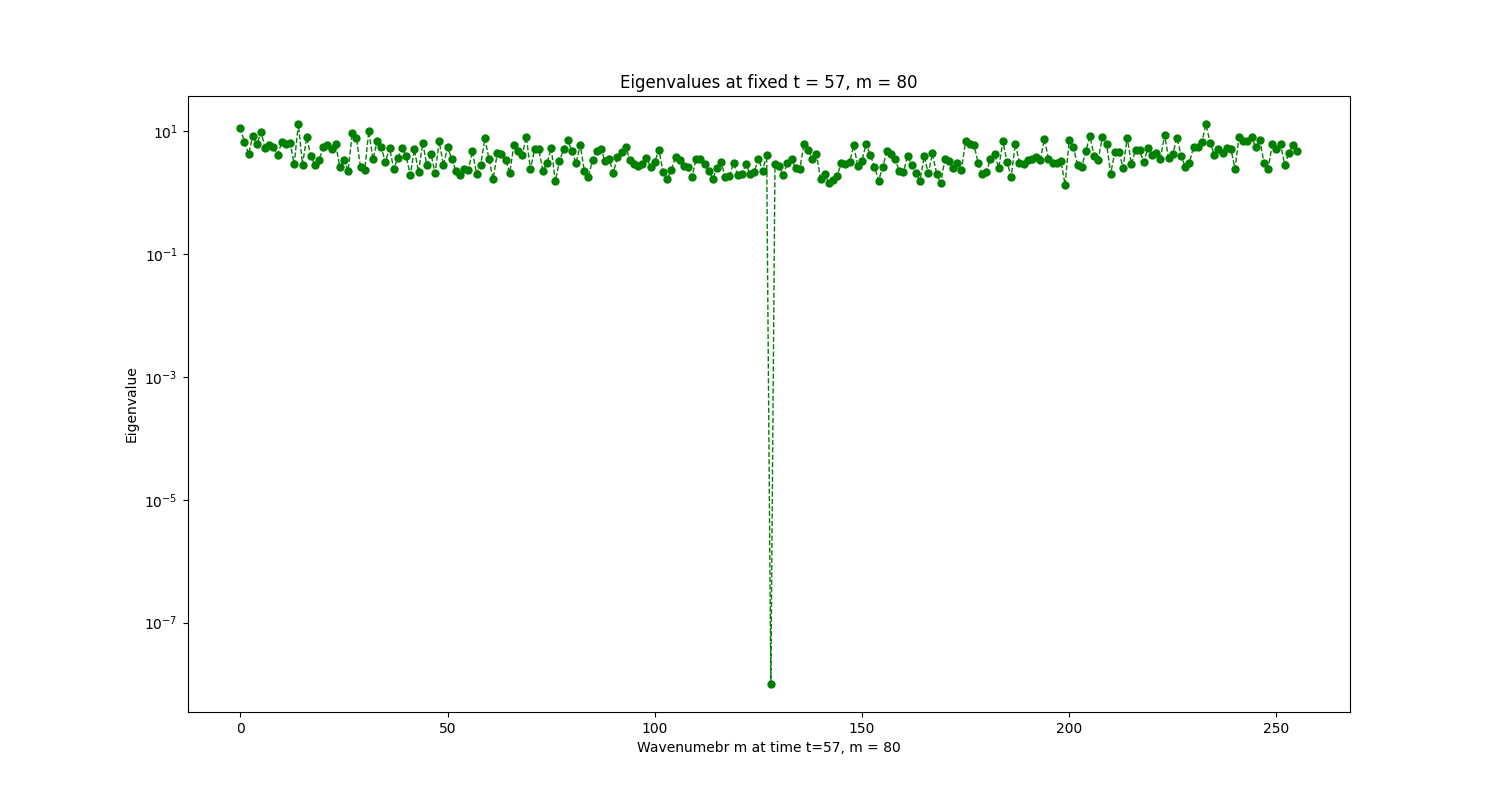 Eigenvalues at fixed t = 57, m = 80
10^1
10^-1
10^-3
10^-5
10^-7
Eigenvalue
0 50 100 150 200 250
Wavenumebr m at time t=57, m = 80